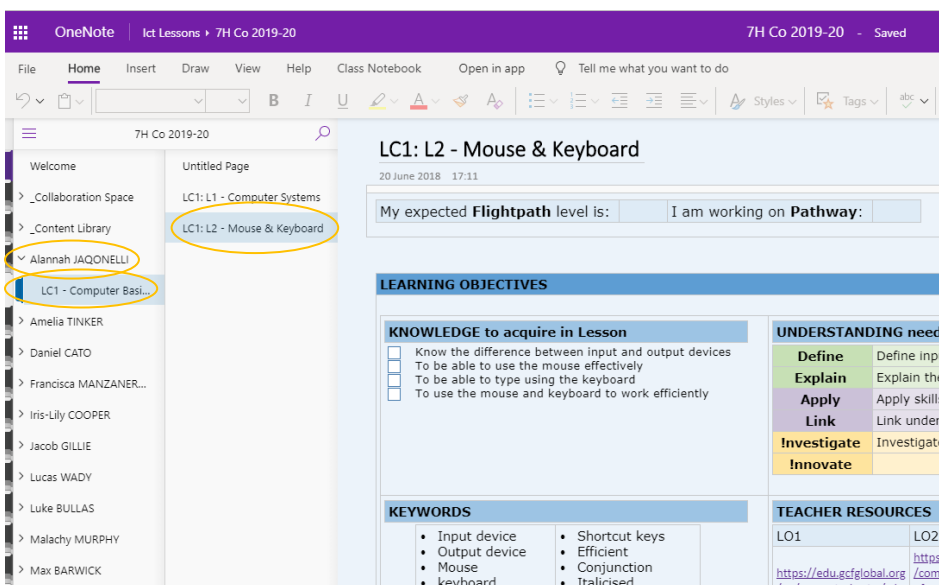 OneNote Ict Lessons › 7H Co 2019-20 7H Co 2019-20 - Saved
File Home Insert Draw View Help Class Notebook Open in app Tell me what you want to do
B I U A A Styles Tags abc
7H Co 2019-20
Welcome
_Collaboration Space
_Content Library
Alannah JAQONELLI
LC1 - Computer Basi...
Amelia TINKER
Daniel CATO
Francisca MANZANER...
Iris-Lily COOPER
Jacob GILLIE
Lucas WADY
Luke BULLAS
Malachy MURPHY
Max BARWICK
Untitled Page
LC1: L1 - Computer Systems
LC1: L2 - Mouse & Keyboard
LC1: L2 - Mouse & Keyboard
20 June 2018 17:11
My expected Flightpath level is: I am working on Pathway:
LEARNING OBJECTIVES
KNOWLEDGE to acquire in Lesson
Know the difference between input and output devices
To be able to use the mouse effectively
To be able to type using the keyboard
To use the mouse and keyboard to work efficiently
UNDERSTANDING need
Define Define inp
Explain Explain the
Apply Apply skill
Link Link under
!nvestigate Investigat
!nnovate
KEYWORDS
• Input device
• Output device
• Mouse
• keyboard
• Shortcut keys
• Efficient
• Conjunction
• Italicised
TEACHER RESOURCES
LO1 LO2
https://edu.gcfglobal.org
https
/com